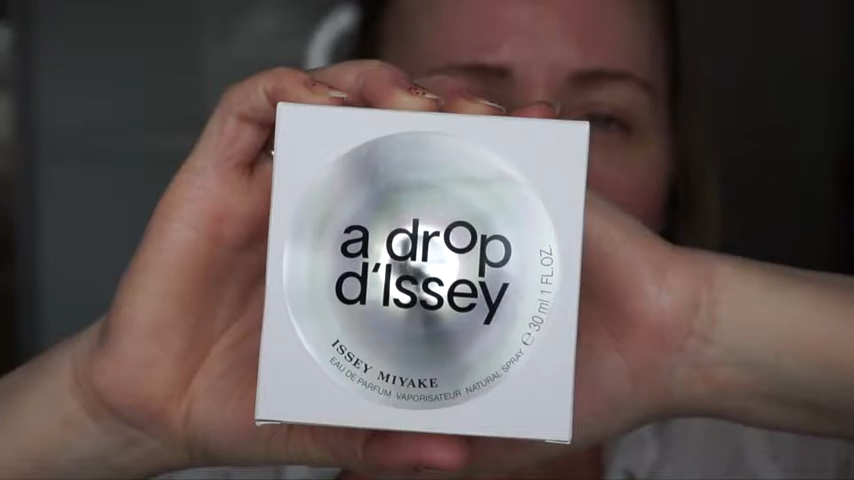 a drop
d'Issey
ISSEY MIYAKE
EAU DE PARFUM VAPORISATEUR NATURAL SPRAY ℮ 30 ml 1 FL.OZ.